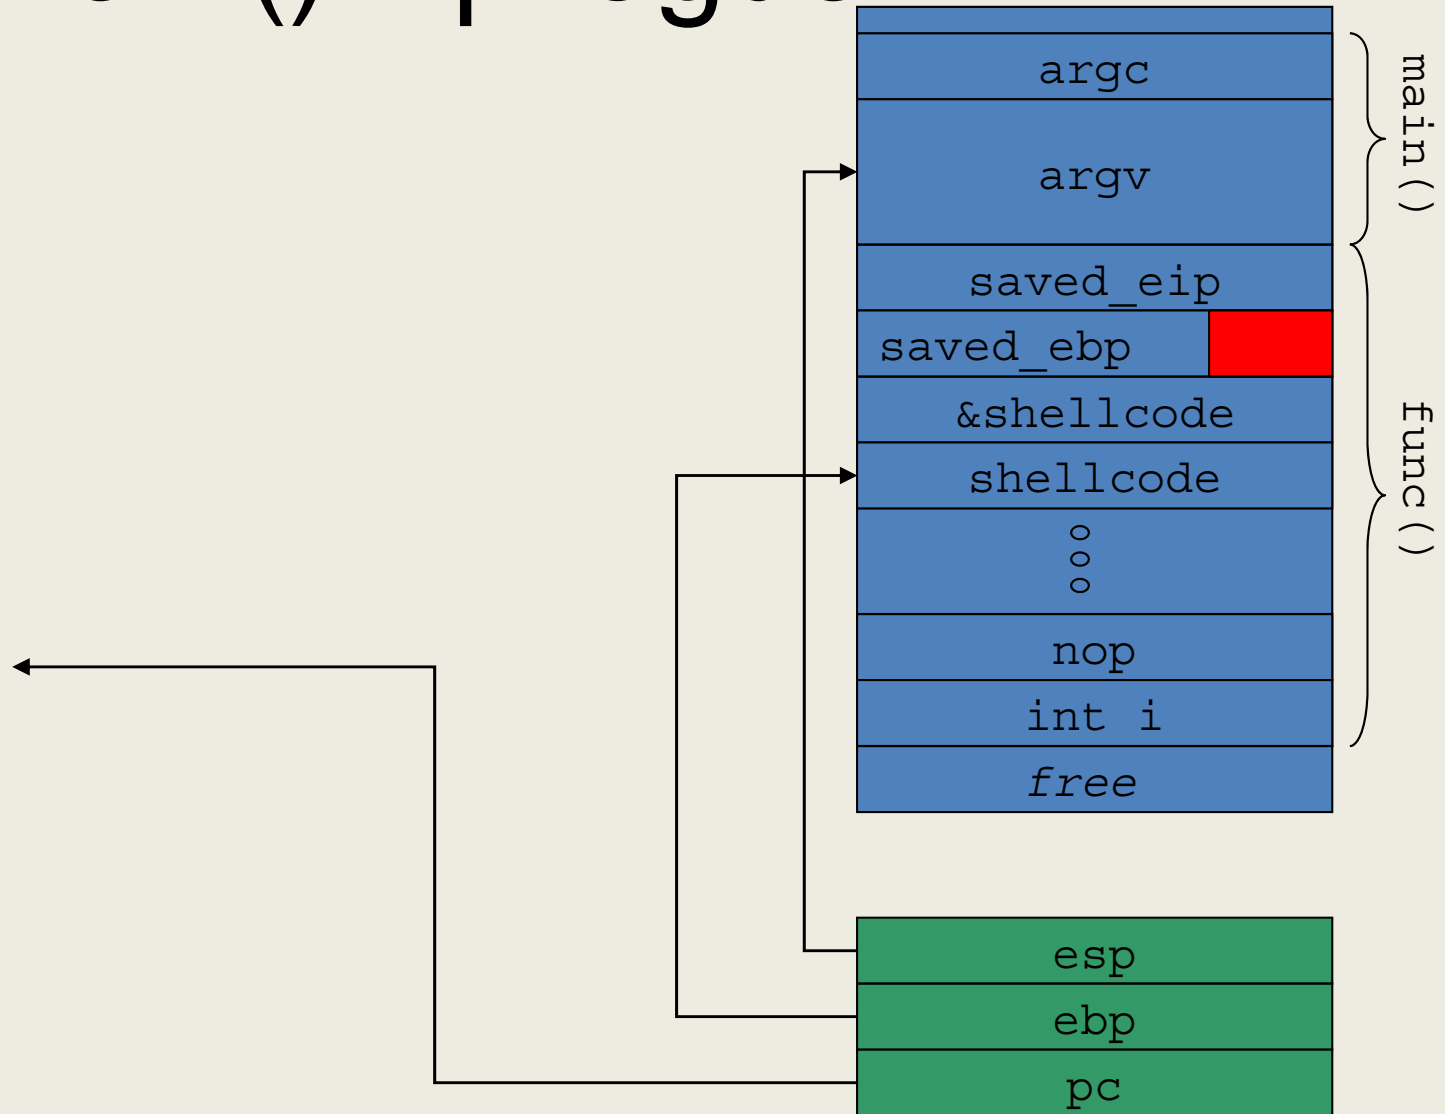 argc
argv
saved_eip
saved_ebp
&shellcode
shellcode
nop
int i
free
main()
func()
esp
ebp
pc